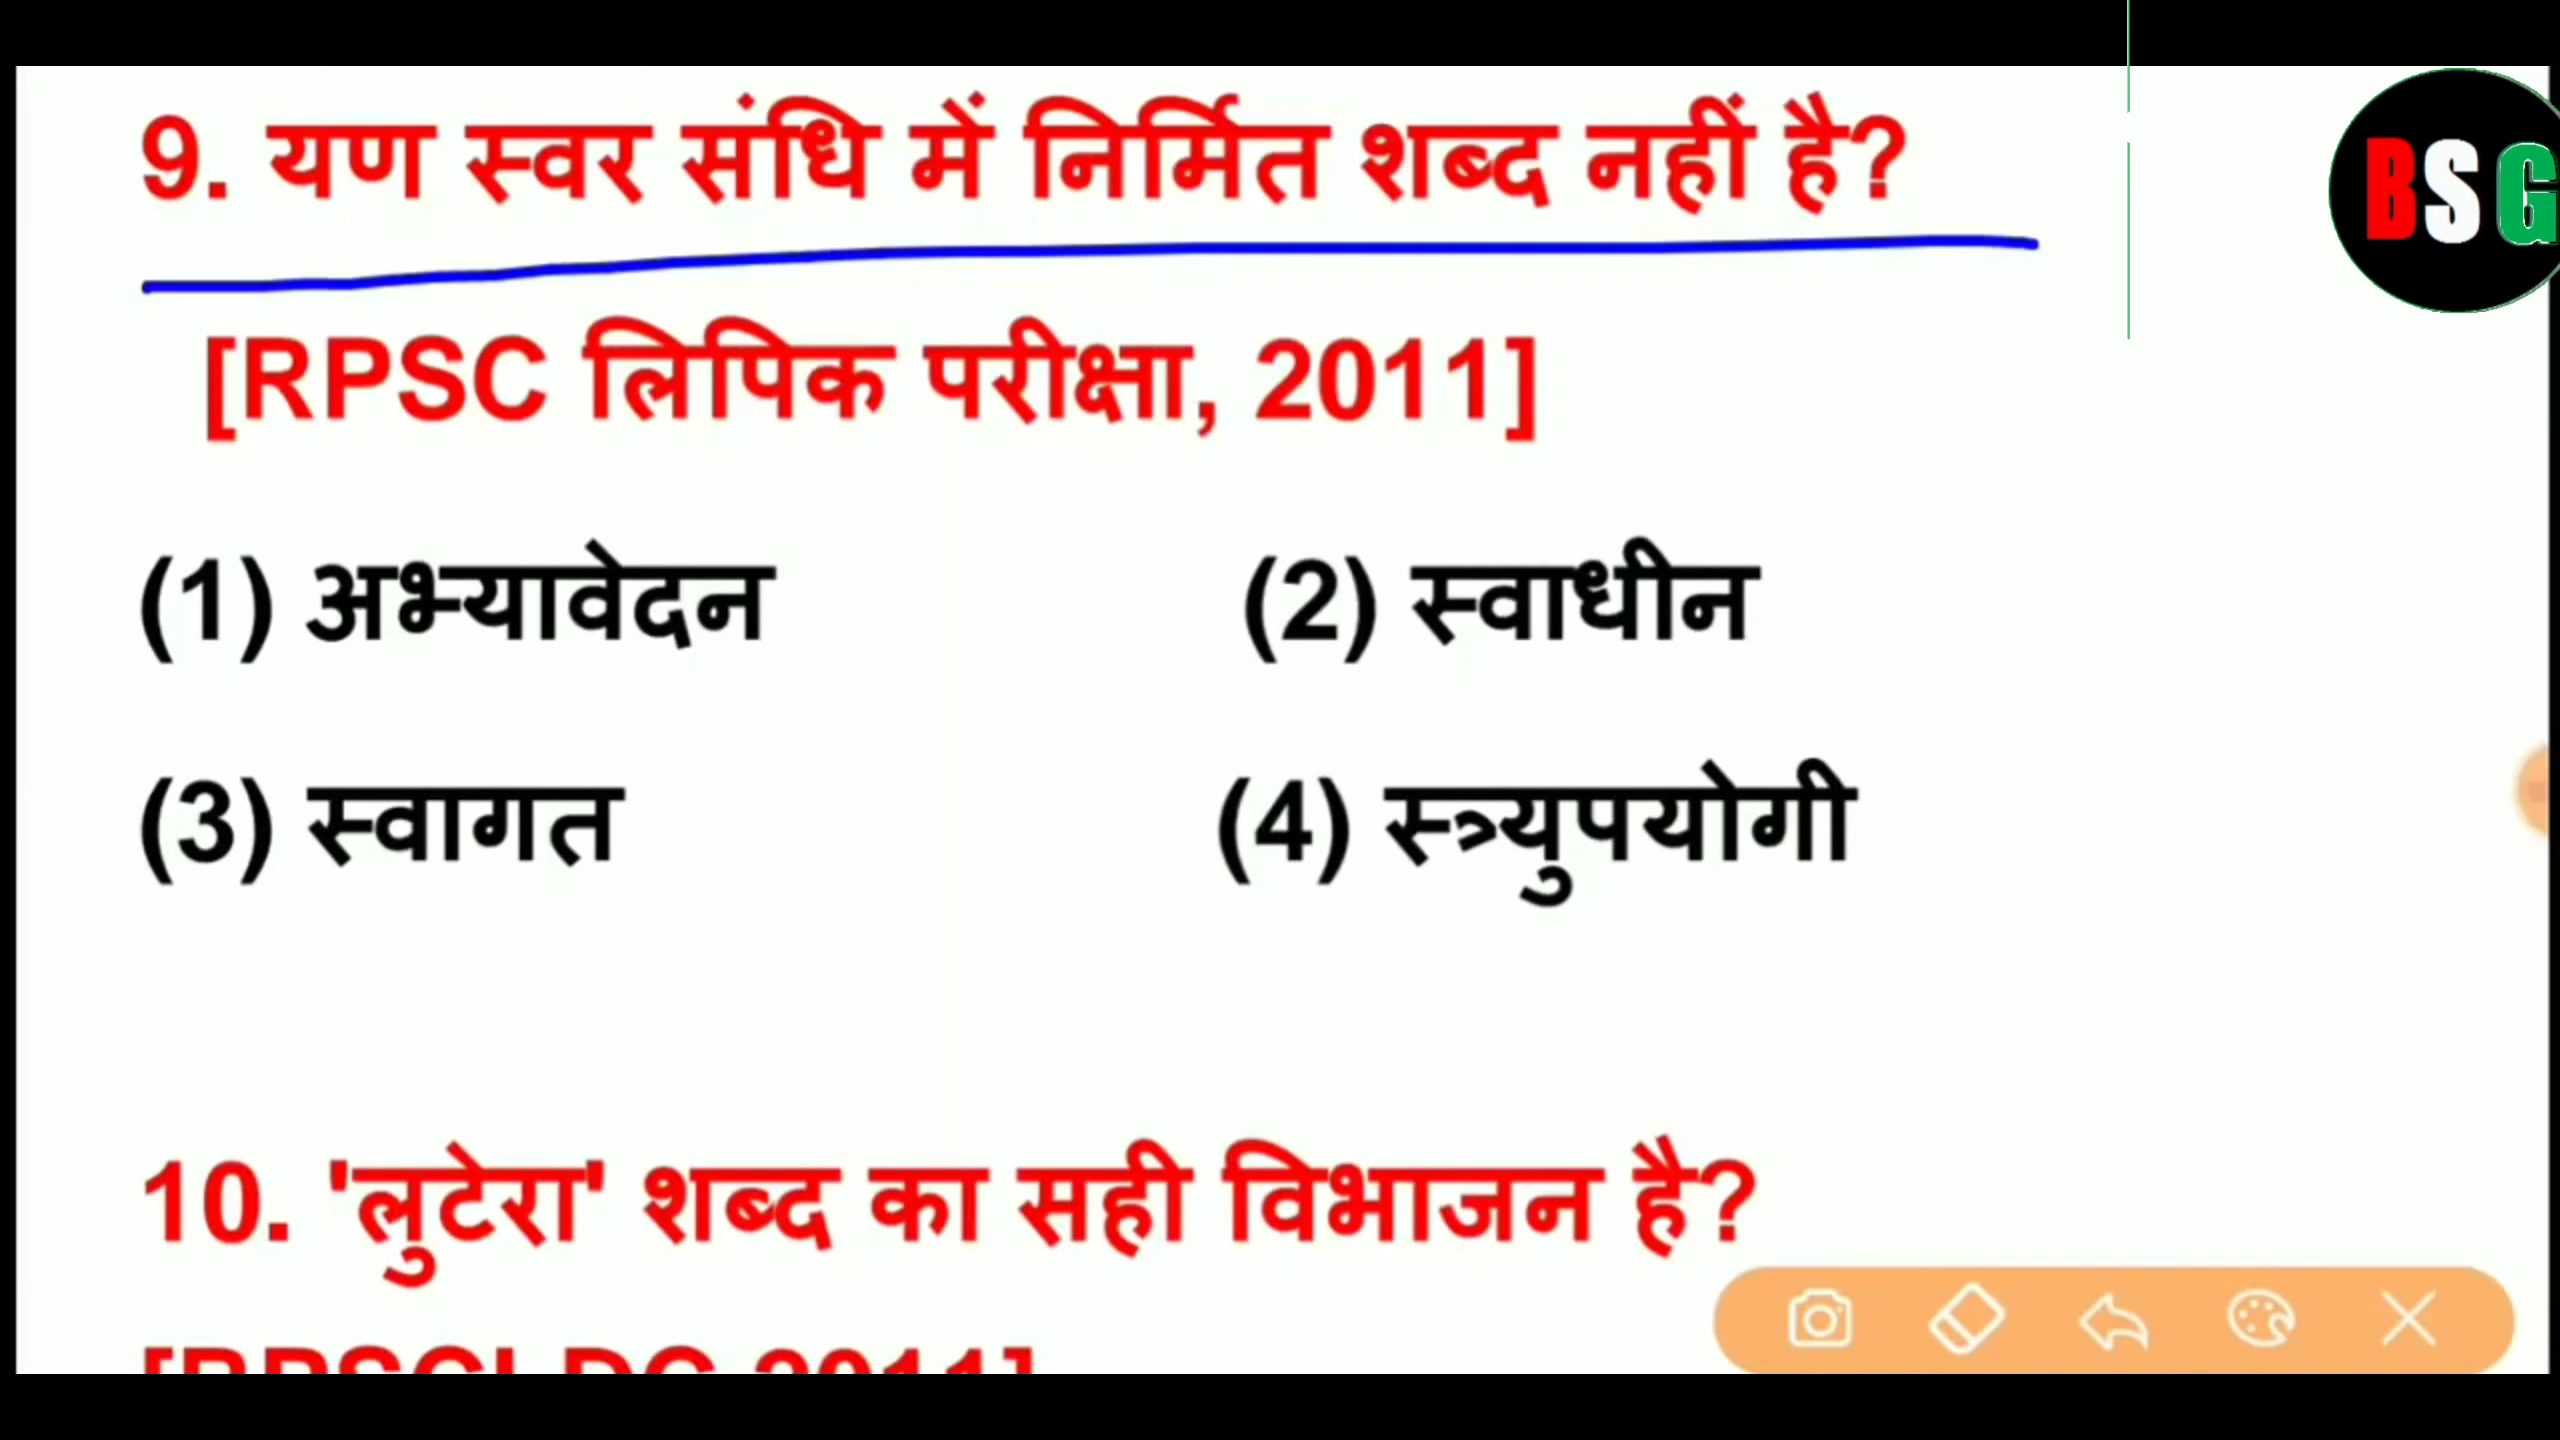 9. यण स्वर संधि में निर्मित शब्द नहीं है?
BSG
[RPSC लिपिक परीक्षा, 2011]
(1) अभ्यावेदन (2) स्वाधीन
(3) स्वागत (4) स्त्र्युपयोगी
10. 'लुटेरा' शब्द का सही विभाजन है?